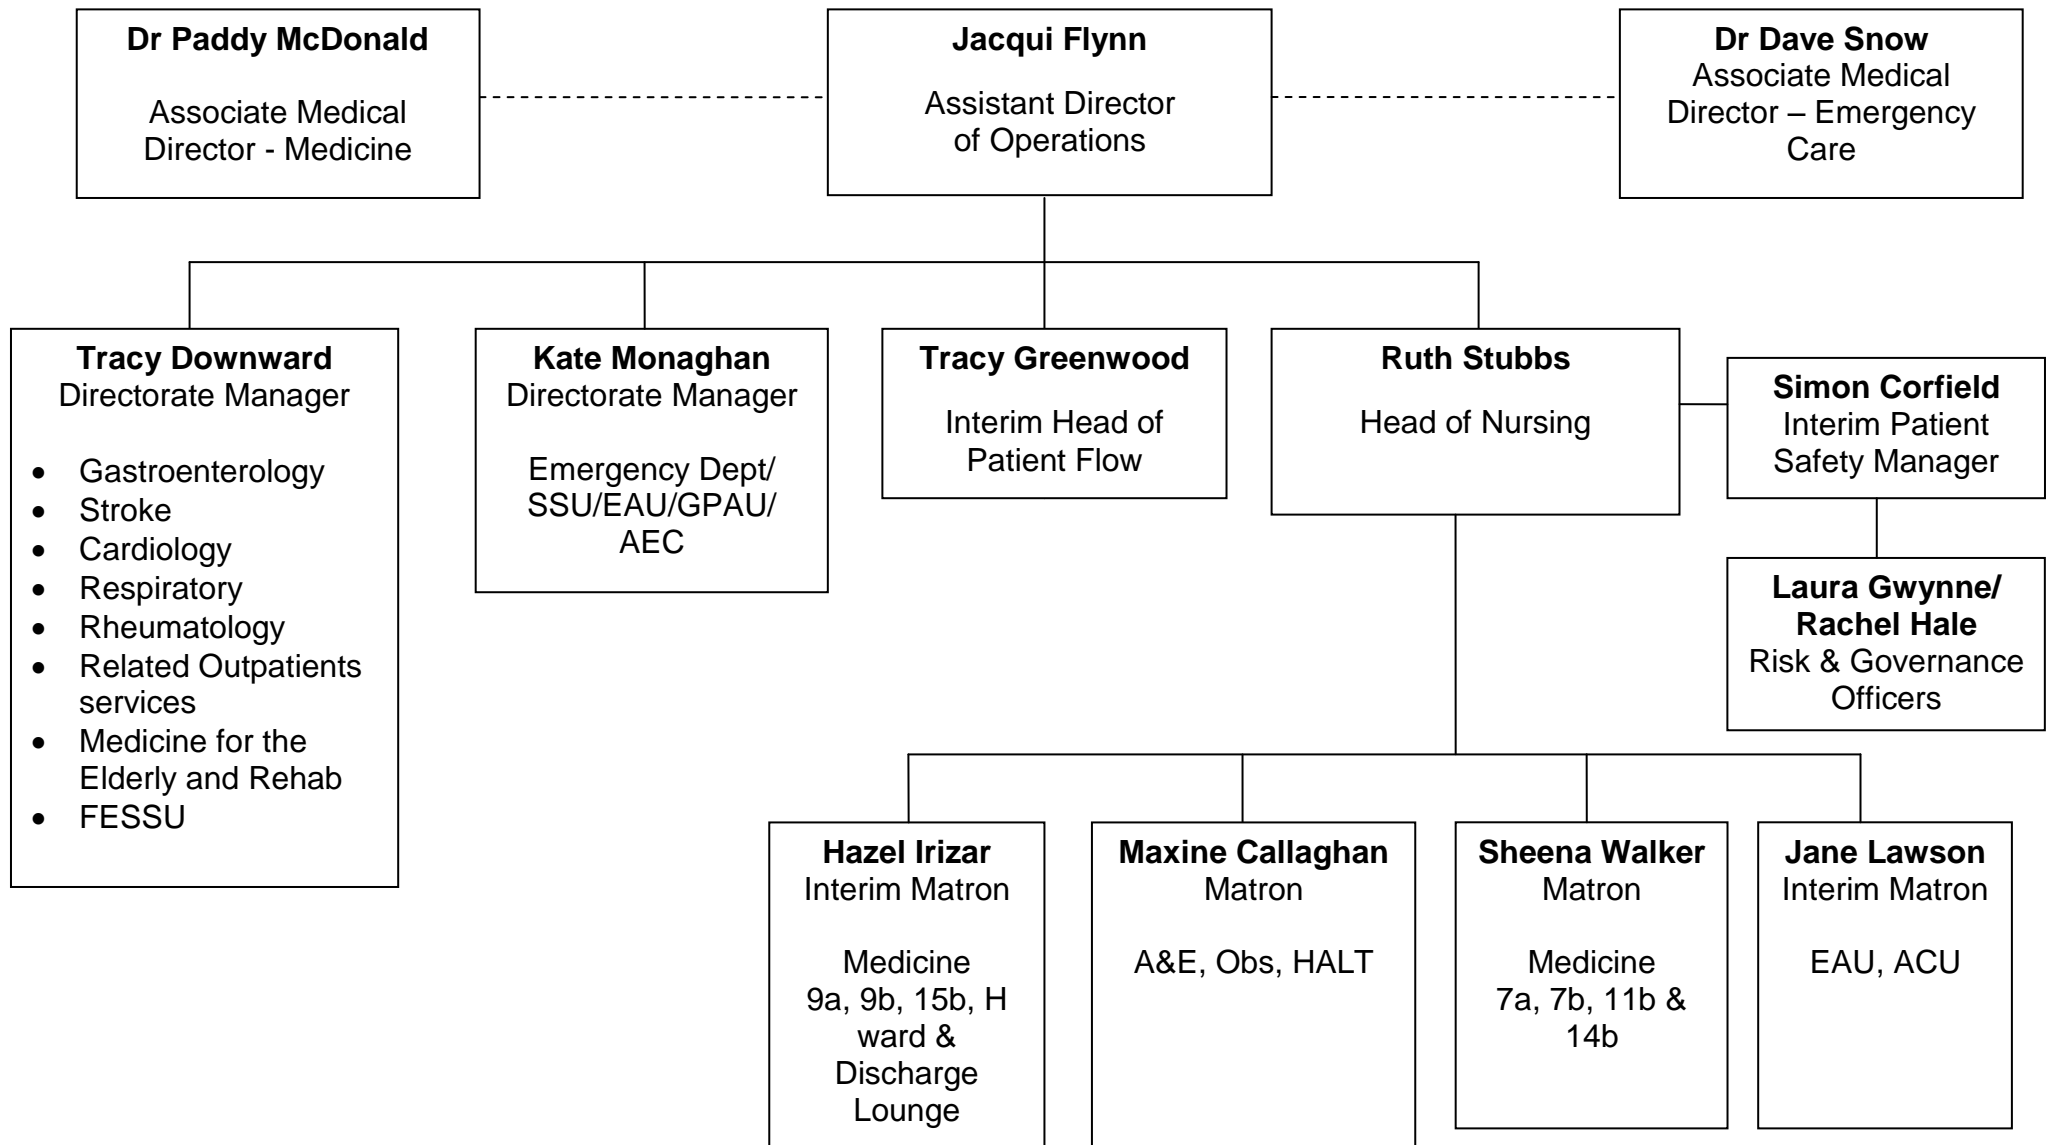 Dr Paddy McDonald
Associate Medical
Director - Medicine
Jacqui Flynn
Assistant Director
of Operations
Dr Dave Snow
Associate Medical
Director – Emergency
Care
Tracy Downward
Directorate Manager
• Gastroenterology
• Stroke
• Cardiology
• Respiratory
• Rheumatology
• Related Outpatients
services
• Medicine for the
Elderly and Rehab
• FESSU
Kate Monaghan
Directorate Manager
Emergency Dept/
SSU/EAU/GPAU/
AEC
Tracy Greenwood
Interim Head of
Patient Flow
Ruth Stubbs
Head of Nursing
Simon Corfield
Interim Patient
Safety Manager
Laura Gwynne/
Rachel Hale
Risk & Governance
Officers
Hazel Irizar
Interim Matron
Medicine
9a, 9b, 15b, H
ward &
Discharge
Lounge
Maxine Callaghan
Matron
A&E, Obs, HALT
Sheena Walker
Matron
Medicine
7a, 7b, 11b &
14b
Jane Lawson
Interim Matron
EAU, ACU